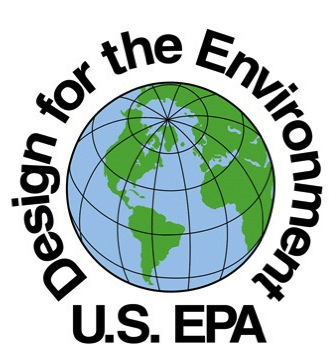 Design for the Environment
U.S. EPA